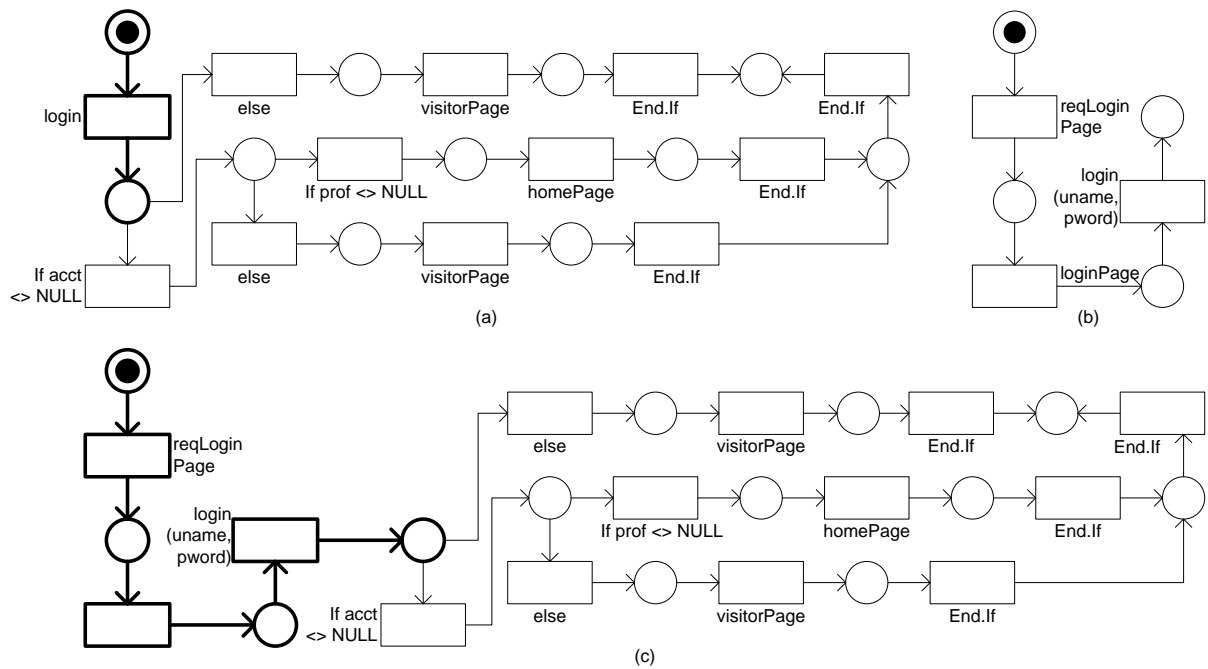 login
else
visitorPage
End.If
End.If
If prof <> NULL
homePage
End.If
else
visitorPage
End.If
If acct
<> NULL
(a)
reqLogin
Page
login
(uname,
pword)
loginPage
(b)
reqLogin
Page
login
(uname,
pword)
If acct
<> NULL
else
visitorPage
End.If
End.If
If prof <> NULL
homePage
End.If
else
visitorPage
End.If
(c)